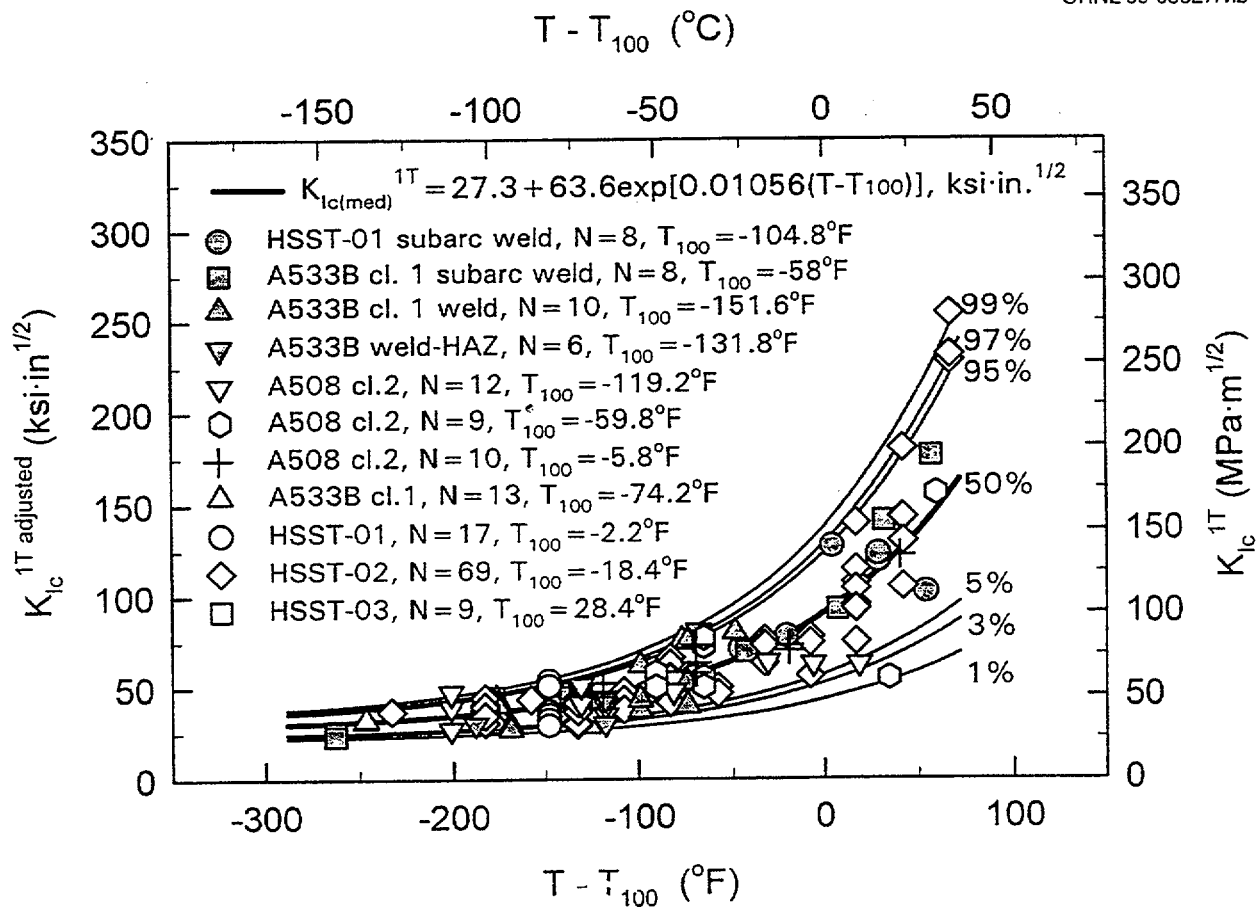 T - T100 (°C)
-150 -100 -50 0 50
350
300
250
200
150
100
50
0
K_Ic^1T adjusted (ksi·in^1/2)
K_Ic(med)^1T = 27.3 + 63.6exp[0.01056(T-T100)], ksi·in.^1/2
HSST-01 subarc weld, N=8, T100=-104.8°F
A533B cl. 1 subarc weld, N=8, T100=-58°F
A533B cl. 1 weld, N=10, T100=-151.6°F
A533B weld-HAZ, N=6, T100=-131.8°F
A508 cl.2, N=12, T100=-119.2°F
A508 cl.2, N=9, T100=-59.8°F
A508 cl.2, N=10, T100=-5.8°F
A533B cl.1, N=13, T100=-74.2°F
HSST-01, N=17, T100=-2.2°F
HSST-02, N=69, T100=-18.4°F
HSST-03, N=9, T100=28.4°F
99%
97%
95%
50%
5%
3%
1%
350
300
250
200
150
100
50
0
K_Ic^1T (MPa·m^1/2)
-300 -200 -100 0 100
T - T100 (°F)